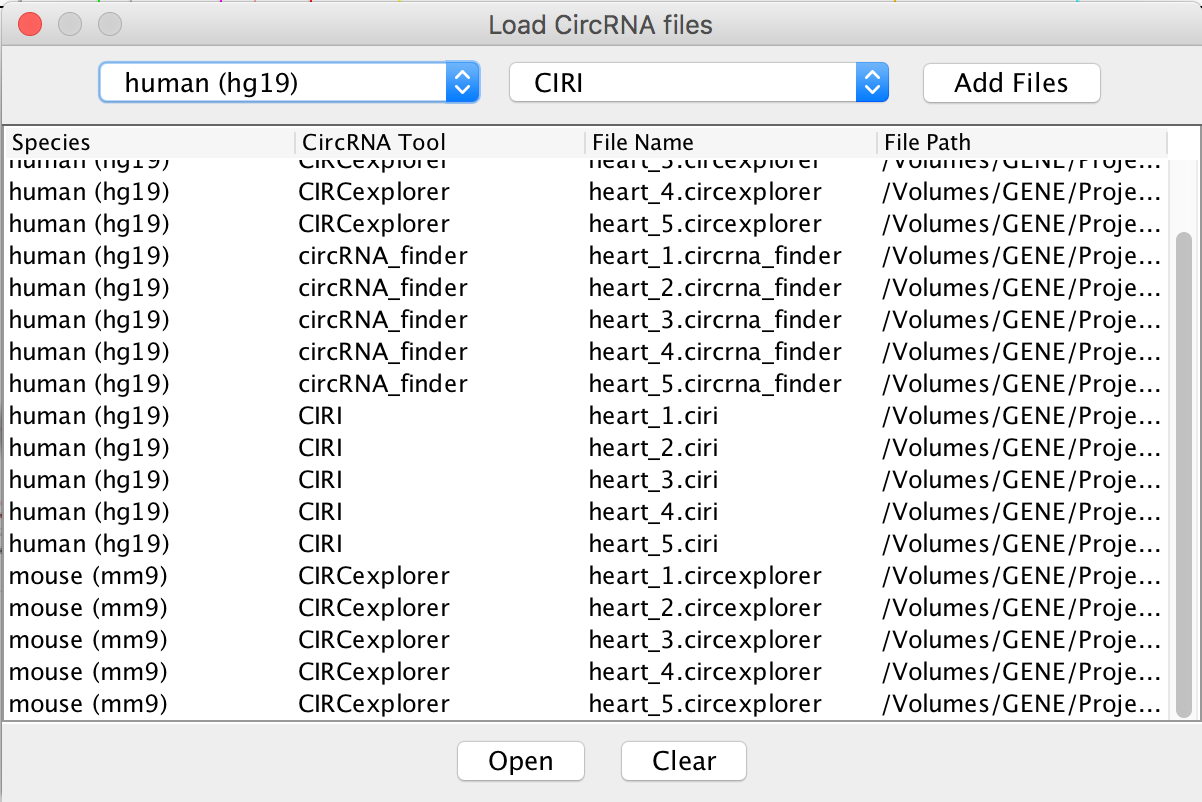 Load CircRNA files
human (hg19) CIRI Add Files
Species CircRNA Tool File Name File Path
human (hg19) CIRCexplorer heart_3.circexplorer /Volumes/GENE/Proje...
human (hg19) CIRCexplorer heart_4.circexplorer /Volumes/GENE/Proje...
human (hg19) CIRCexplorer heart_5.circexplorer /Volumes/GENE/Proje...
human (hg19) circRNA_finder heart_1.circrna_finder /Volumes/GENE/Proje...
human (hg19) circRNA_finder heart_2.circrna_finder /Volumes/GENE/Proje...
human (hg19) circRNA_finder heart_3.circrna_finder /Volumes/GENE/Proje...
human (hg19) circRNA_finder heart_4.circrna_finder /Volumes/GENE/Proje...
human (hg19) circRNA_finder heart_5.circrna_finder /Volumes/GENE/Proje...
human (hg19) CIRI heart_1.ciri /Volumes/GENE/Proje...
human (hg19) CIRI heart_2.ciri /Volumes/GENE/Proje...
human (hg19) CIRI heart_3.ciri /Volumes/GENE/Proje...
human (hg19) CIRI heart_4.ciri /Volumes/GENE/Proje...
human (hg19) CIRI heart_5.ciri /Volumes/GENE/Proje...
mouse (mm9) CIRCexplorer heart_1.circexplorer /Volumes/GENE/Proje...
mouse (mm9) CIRCexplorer heart_2.circexplorer /Volumes/GENE/Proje...
mouse (mm9) CIRCexplorer heart_3.circexplorer /Volumes/GENE/Proje...
mouse (mm9) CIRCexplorer heart_4.circexplorer /Volumes/GENE/Proje...
mouse (mm9) CIRCexplorer heart_5.circexplorer /Volumes/GENE/Proje...
Open Clear